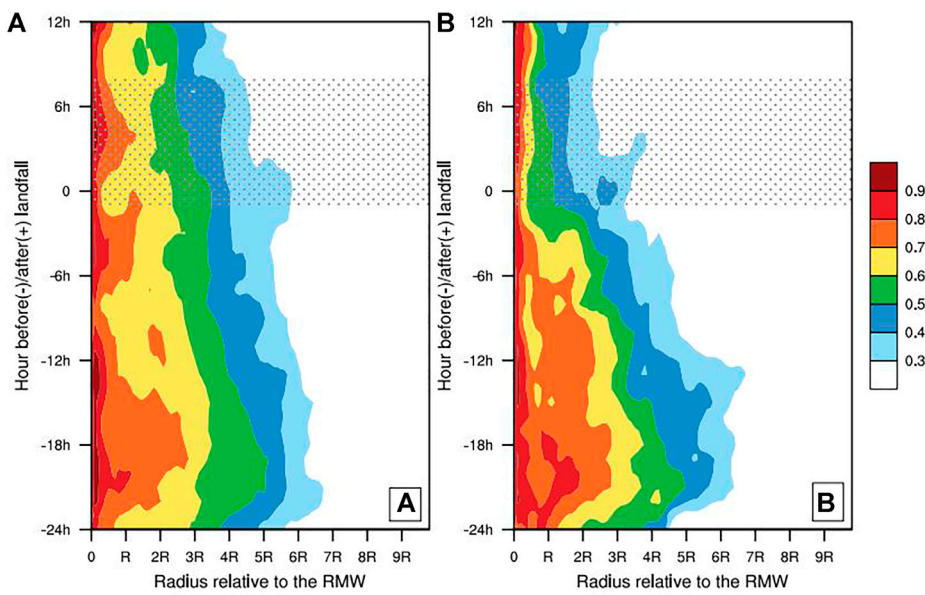 A
B
12h
6h
0
-6h
-12h
-18h
-24h
Hour before(-)/after(+) landfall
0 R 2R 3R 4R 5R 6R 7R 8R 9R
Radius relative to the RMW
A
12h
6h
0
-6h
-12h
-18h
-24h
Hour before(-)/after(+) landfall
0 R 2R 3R 4R 5R 6R 7R 8R 9R
Radius relative to the RMW
B
0.9
0.8
0.7
0.6
0.5
0.4
0.3